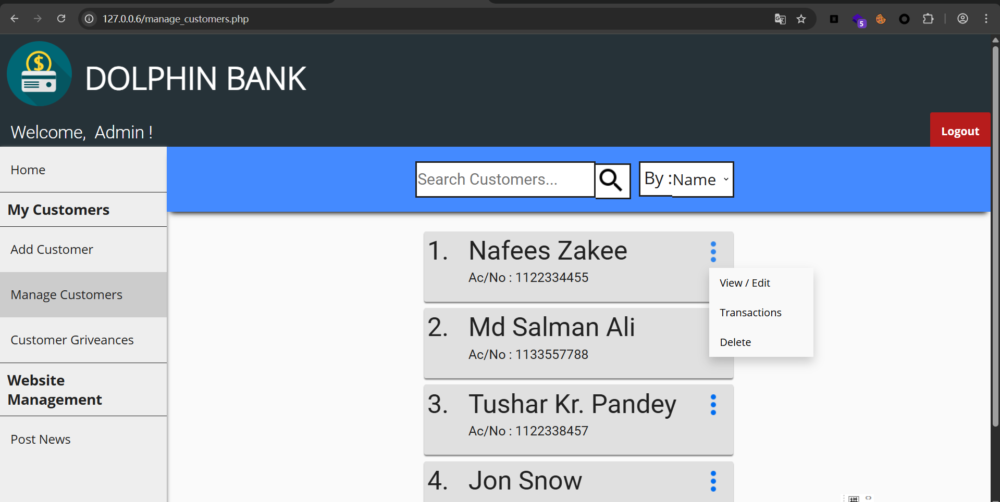 127.0.0.6/manage_customers.php
H
5
DOLPHIN BANK
Welcome, Admin !
Logout
Home
My Customers
Add Customer
Manage Customers
Customer Griveances
Website
Management
Post News
Search Customers...
By :Name
1. Nafees Zakee
Ac/No : 1122334455
View / Edit
Transactions
Delete
2. Md Salman Ali
Ac/No : 1133557788
3. Tushar Kr. Pandey
Ac/No : 1122338457
4. Jon Snow